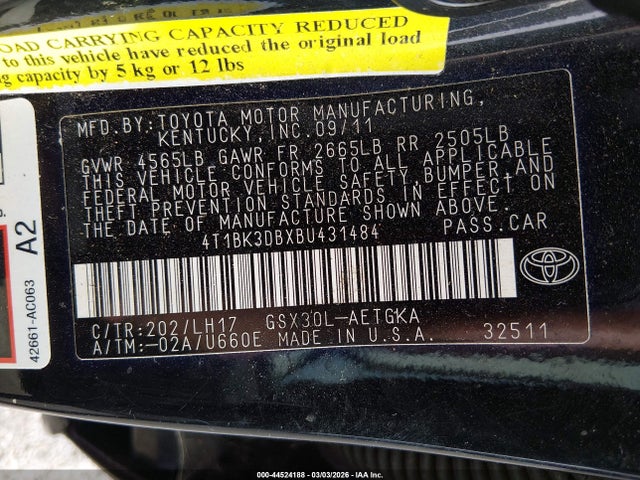 LOAD CARRYING CAPACITY REDUCED
to this vehicle have reduced the original load
capacity by 5 kg or 12 lbs
MFD.BY:TOYOTA MOTOR MANUFACTURING,
KENTUCKY,INC.09/11
GVWR 4565LB GAWR FR 2665LB RR 2505LB
THIS VEHICLE CONFORMS TO ALL APPLICABLE
FEDERAL MOTOR VEHICLE SAFETY,BUMPER,AND
THEFT PREVENTION STANDARDS IN EFFECT ON
THE DATE OF MANUFACTURE SHOWN ABOVE.
4T1BK3DBXBU431484 PASS.CAR
C/TR:202/LH17 GSX30L-AETGKA
A/TM:-02A/U660E MADE IN U.S.A. 32511
TOYOTA
A2
42661-AC063
000-44524188 - 03/03/2026 - IAAI